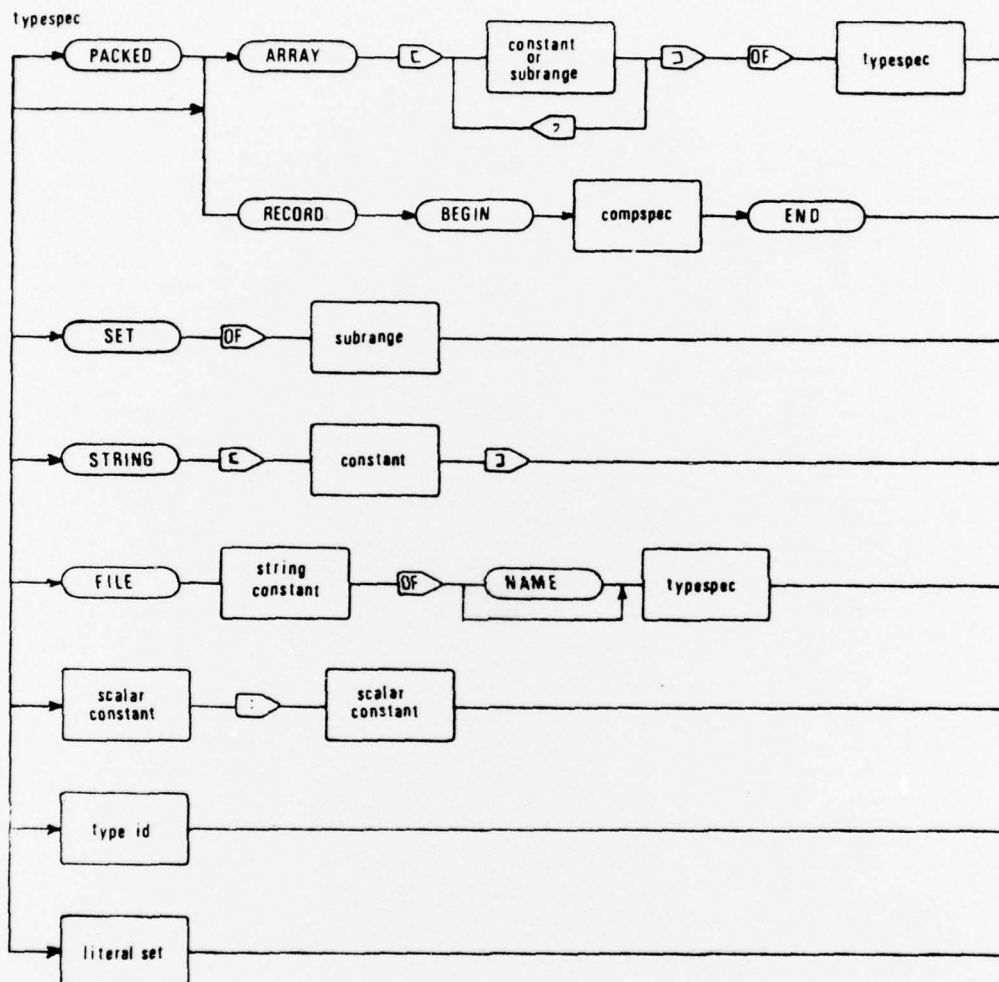 typespec
PACKED ARRAY [ constant or subrange ] OF typespec
,
RECORD BEGIN compspec END
SET OF subrange
STRING [ constant ]
FILE string constant OF NAME typespec
scalar constant : scalar constant
type id
literal set